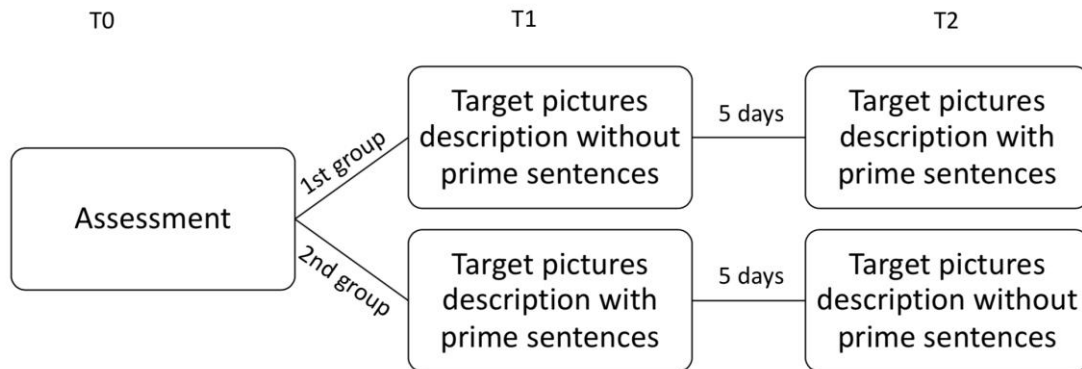 T0
T1
T2
Assessment
1st group
2nd group
Target pictures
description without
prime sentences
5 days
Target pictures
description with
prime sentences
Target pictures
description with
prime sentences
5 days
Target pictures
description without
prime sentences